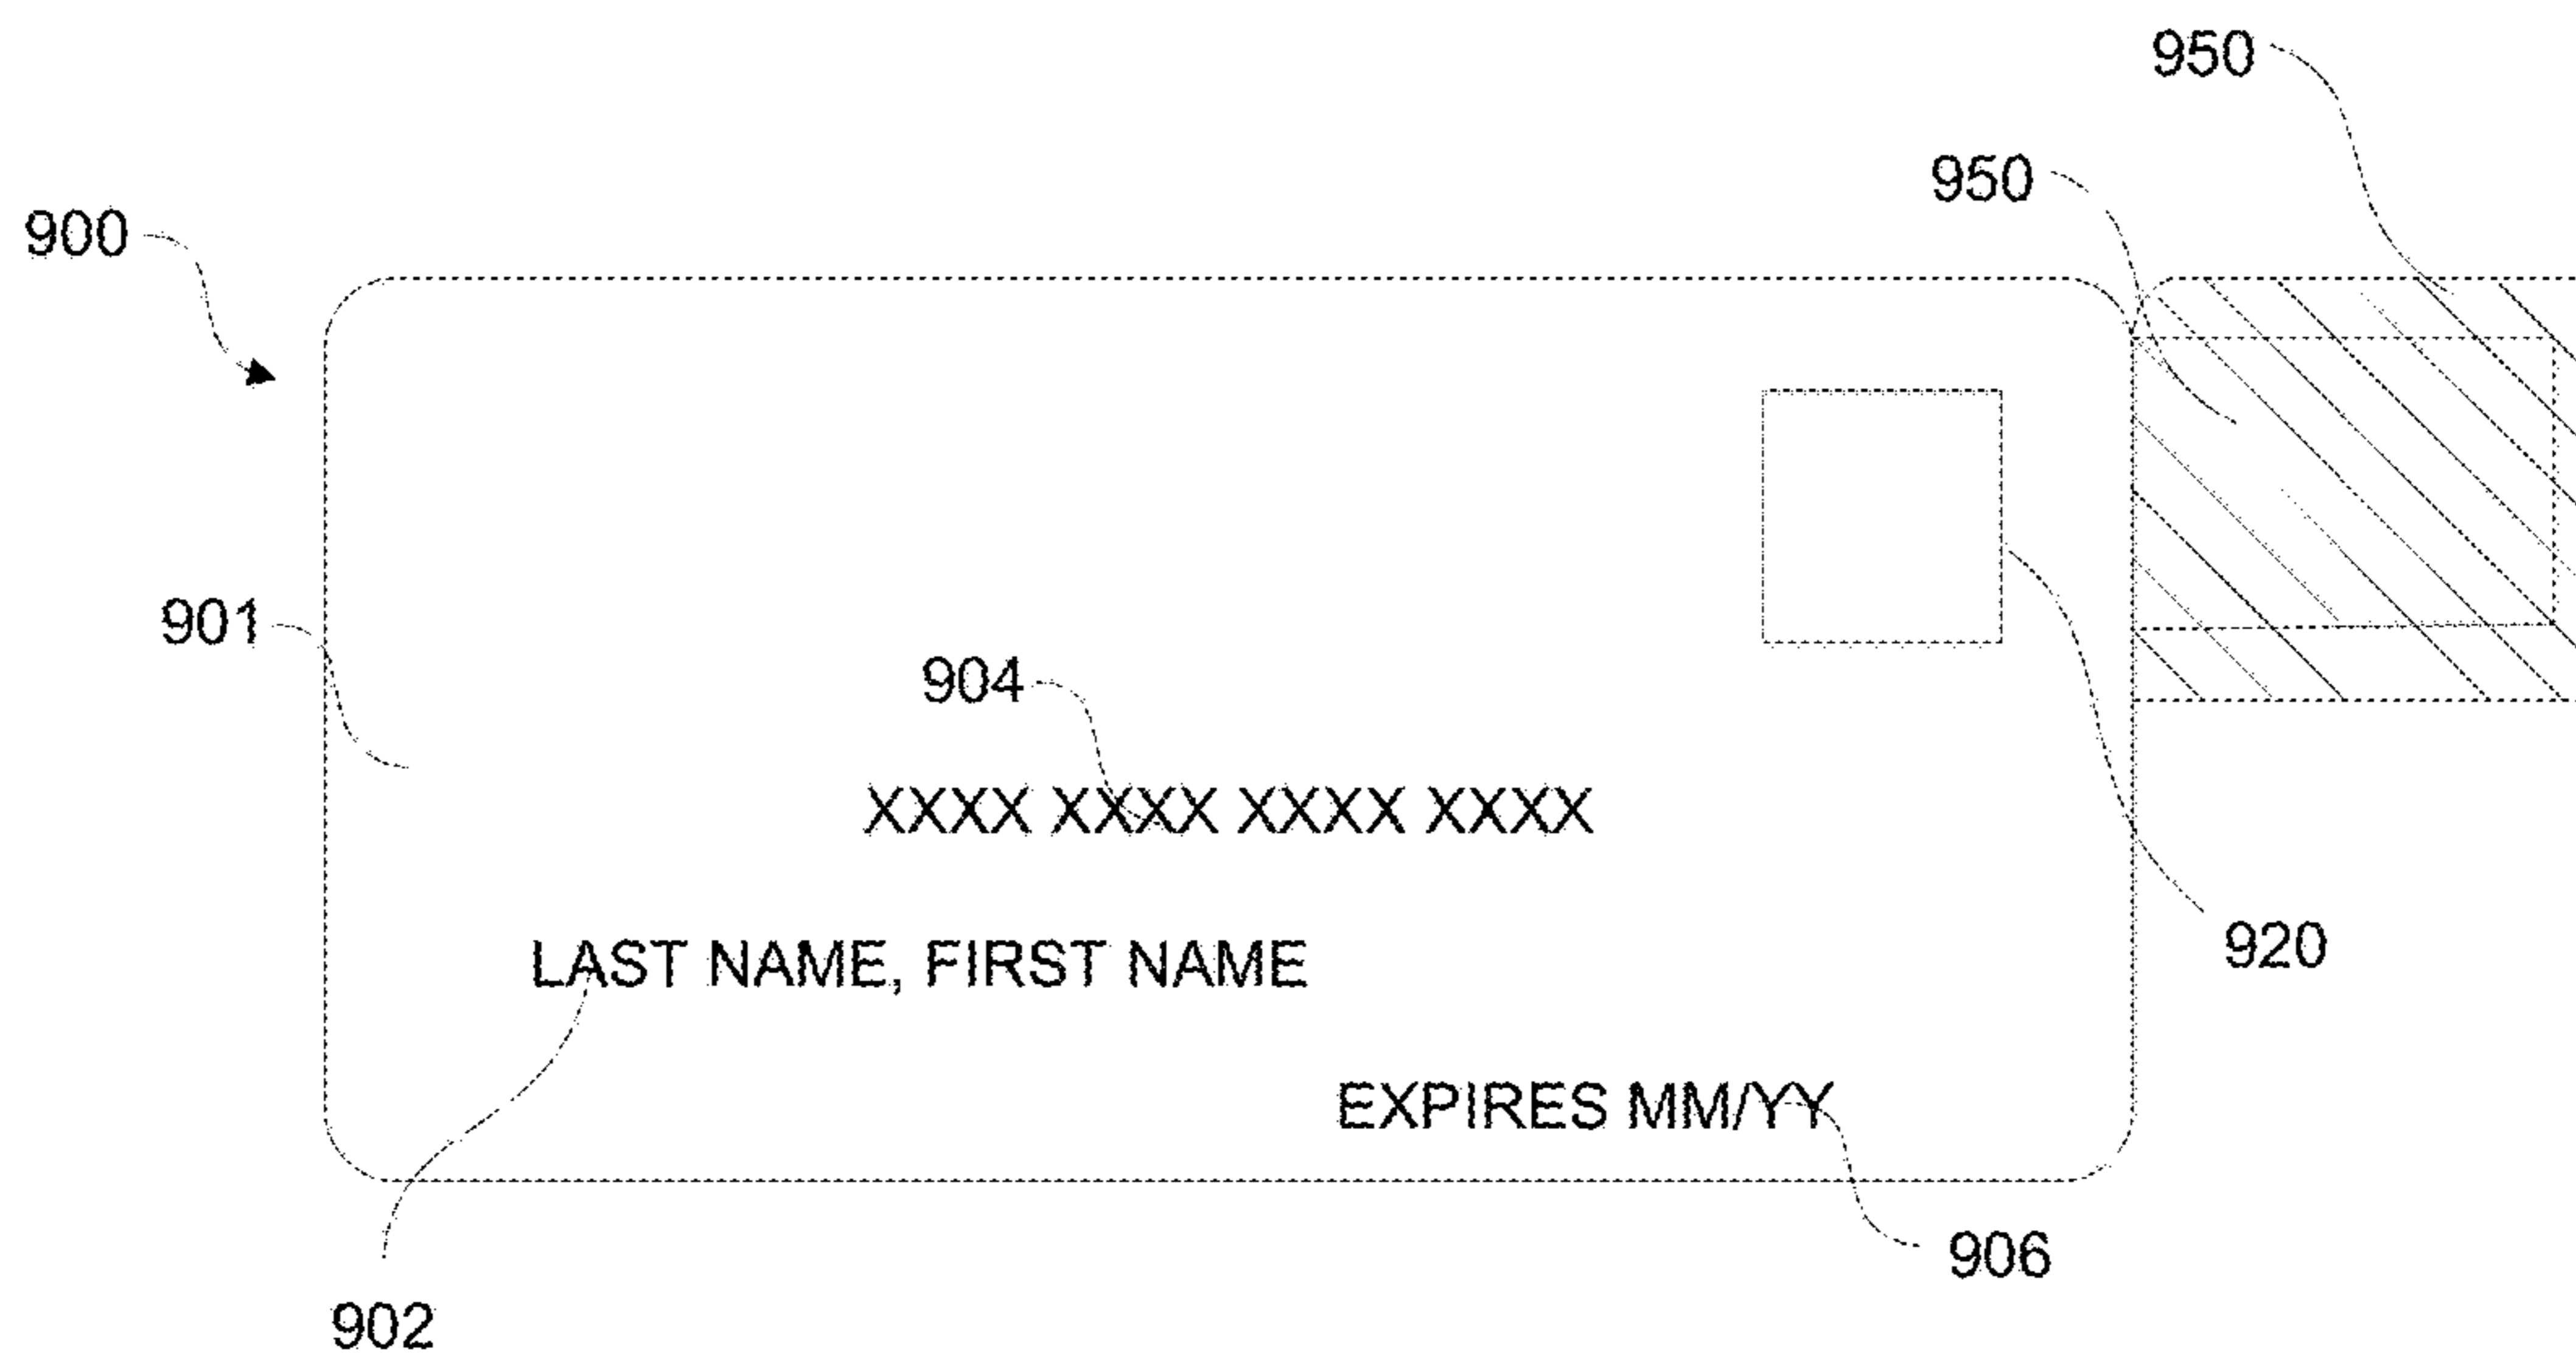 950
950
900
901
904
XXXX XXXX XXXX XXXX
LAST NAME, FIRST NAME
920
EXPIRES MM/YY
906
902